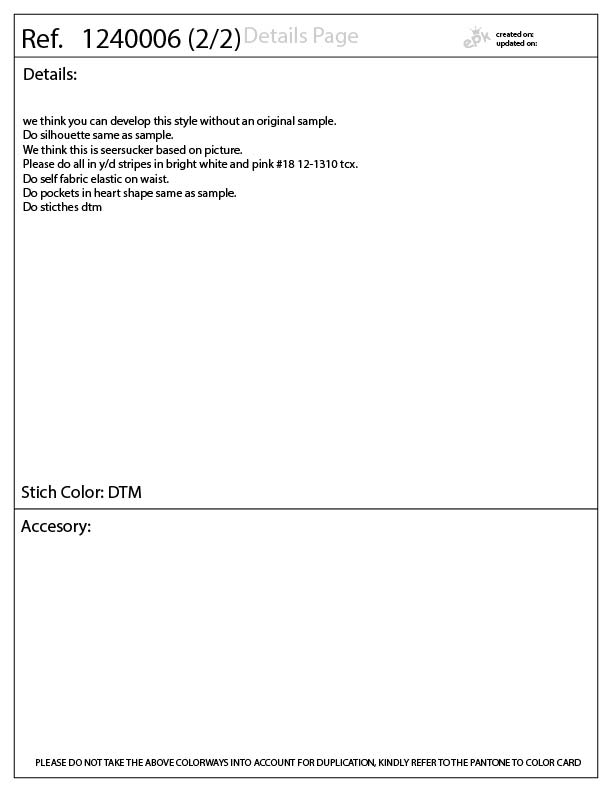 Ref. 1240006 (2/2) Details Page
epk
created on:
updated on:
Details:
we think you can develop this style without an original sample.
Do silhouette same as sample.
We think this is seersucker based on picture.
Please do all in y/d stripes in bright white and pink #18 12-1310 tcx.
Do self fabric elastic on waist.
Do pockets in heart shape same as sample.
Do sticthes dtm
Stich Color: DTM
Accesory:
PLEASE DO NOT TAKE THE ABOVE COLORWAYS INTO ACCOUNT FOR DUPLICATION, KINDLY REFER TO THE PANTONE TO COLOR CARD